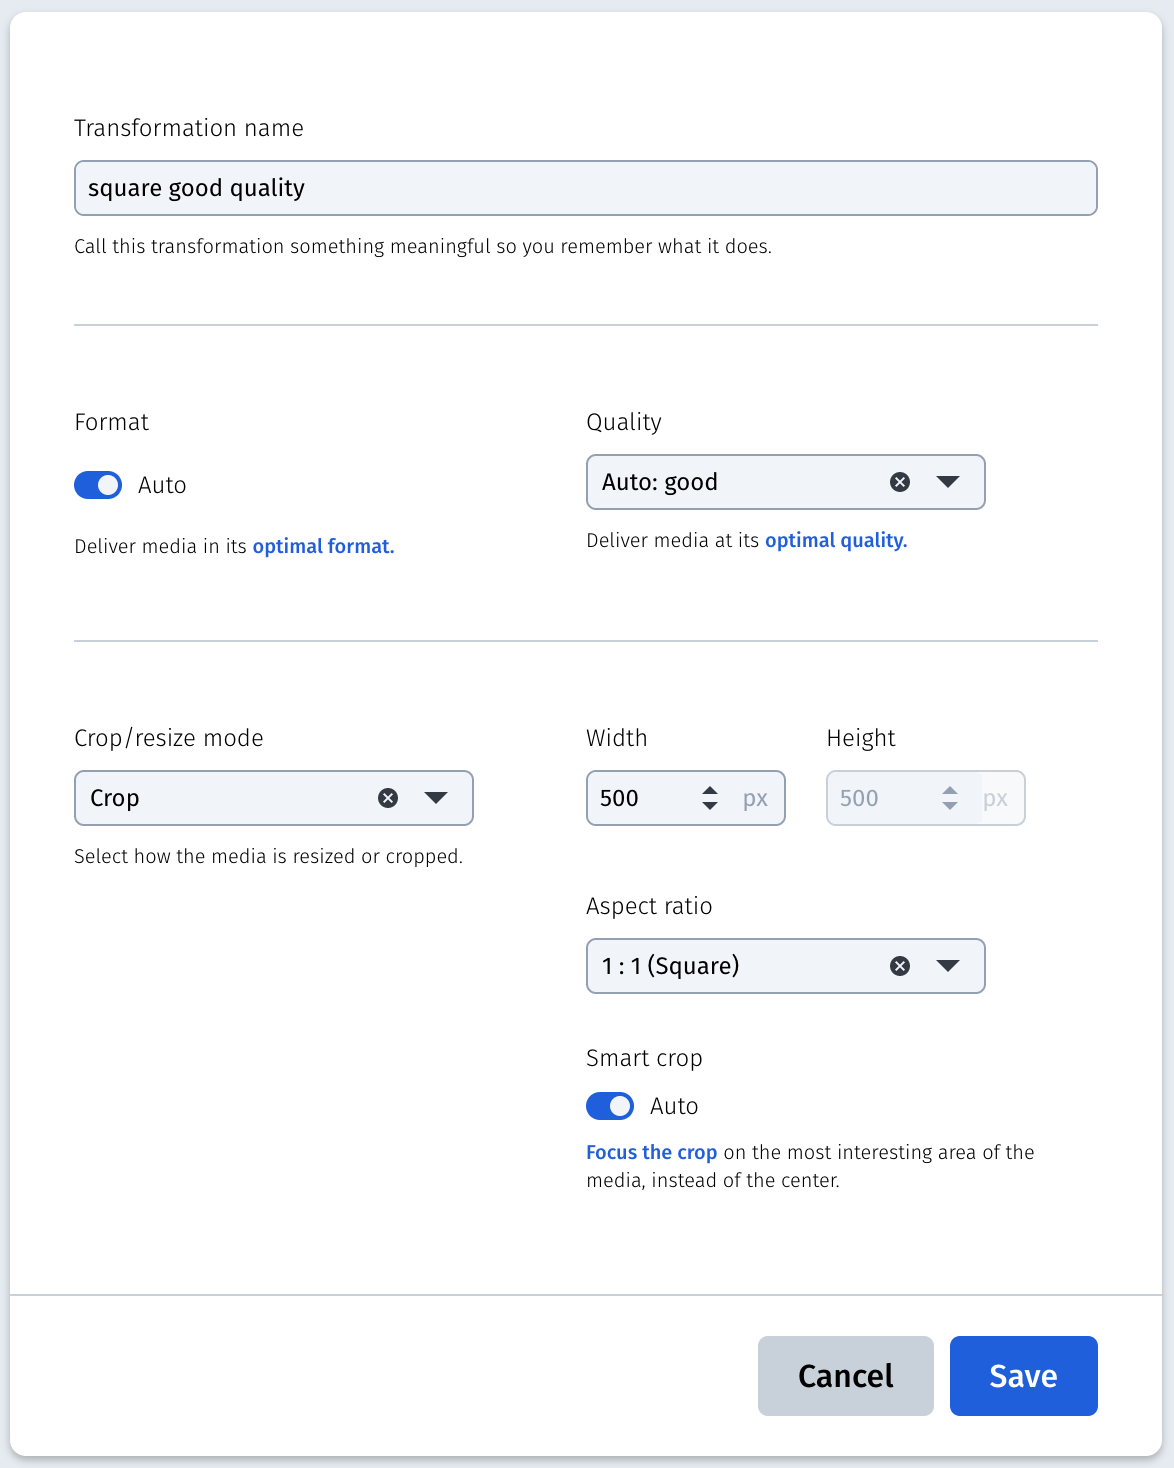 Transformation name
square good quality
Call this transformation something meaningful so you remember what it does.
Format
Auto
Deliver media in its optimal format.
Quality
Auto: good
Deliver media at its optimal quality.
Crop/resize mode
Crop
Select how the media is resized or cropped.
Width
500 px
Height
500 px
Aspect ratio
1 : 1 (Square)
Smart crop
Auto
Focus the crop on the most interesting area of the
media, instead of the center.
Cancel
Save